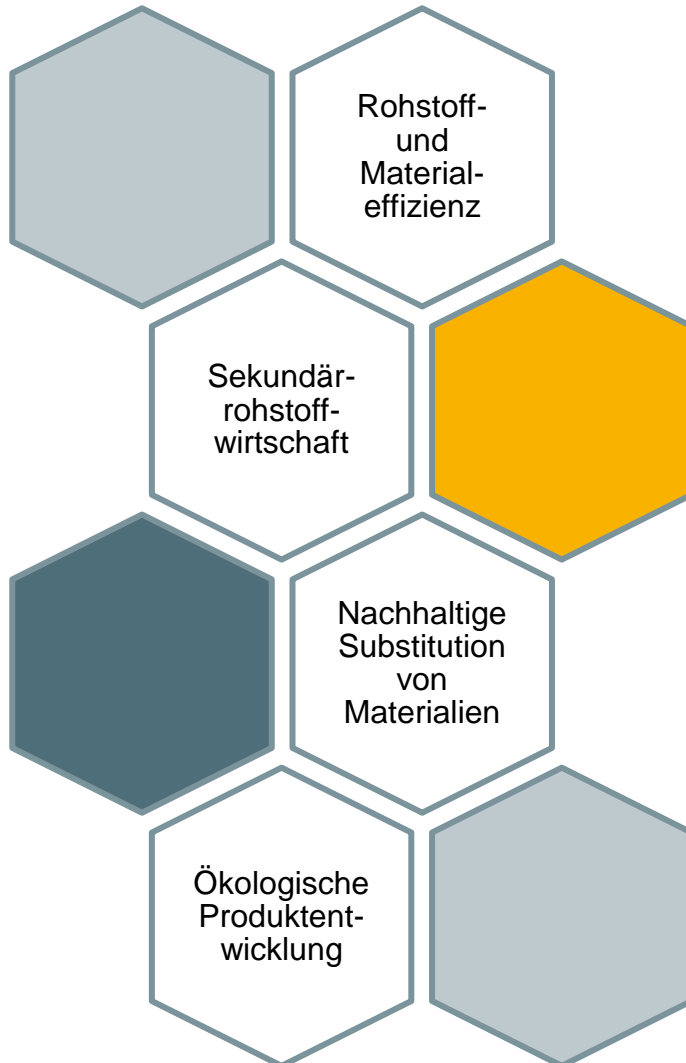 Rohstoff-
und
Material-
effizienz
Sekundär-
rohstoff-
wirtschaft
Nachhaltige
Substitution
von
Materialien
Ökologische
Produktent-
wicklung